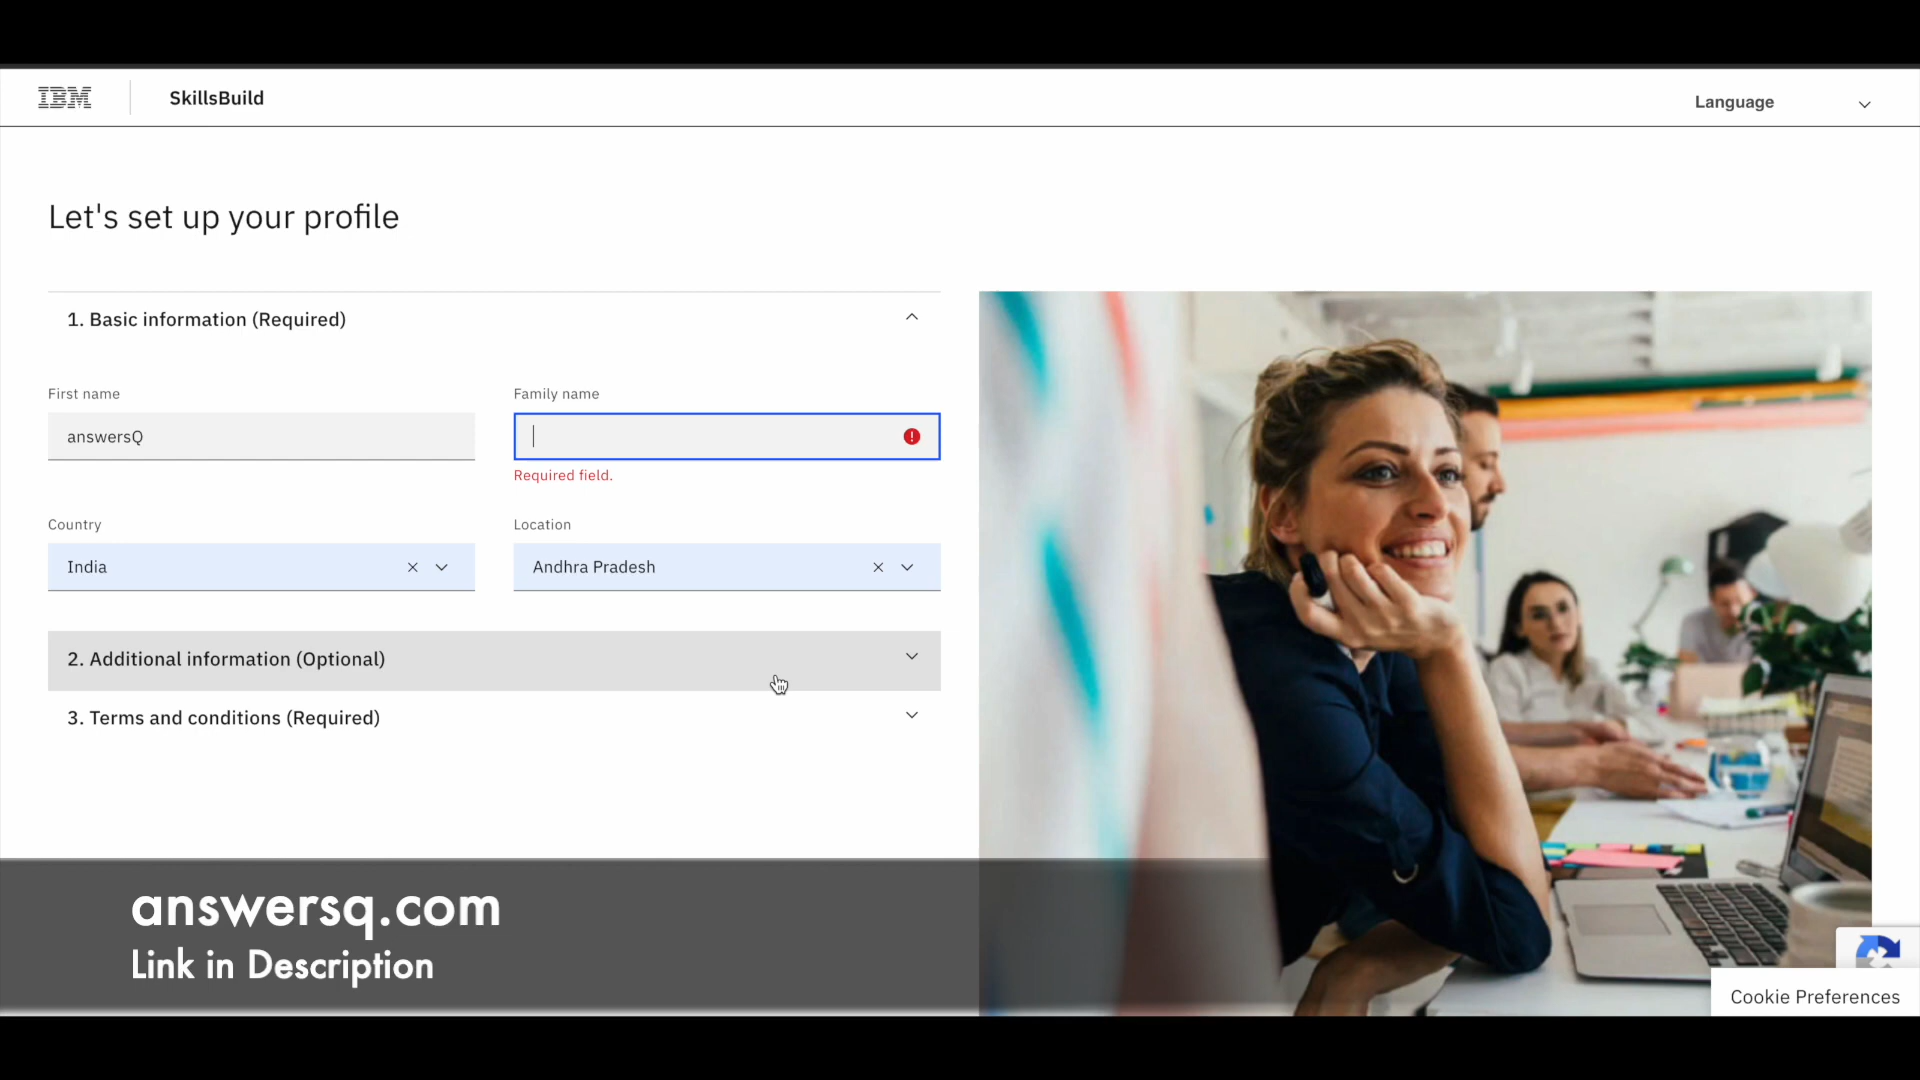 IBM
SkillsBuild
Language
Let's set up your profile
1. Basic information (Required)
First name
Family name
answersQ
Required field.
Country
Location
India
Andhra Pradesh
2. Additional information (Optional)
3. Terms and conditions (Required)
answersq.com
Link in Description
Cookie Preferences